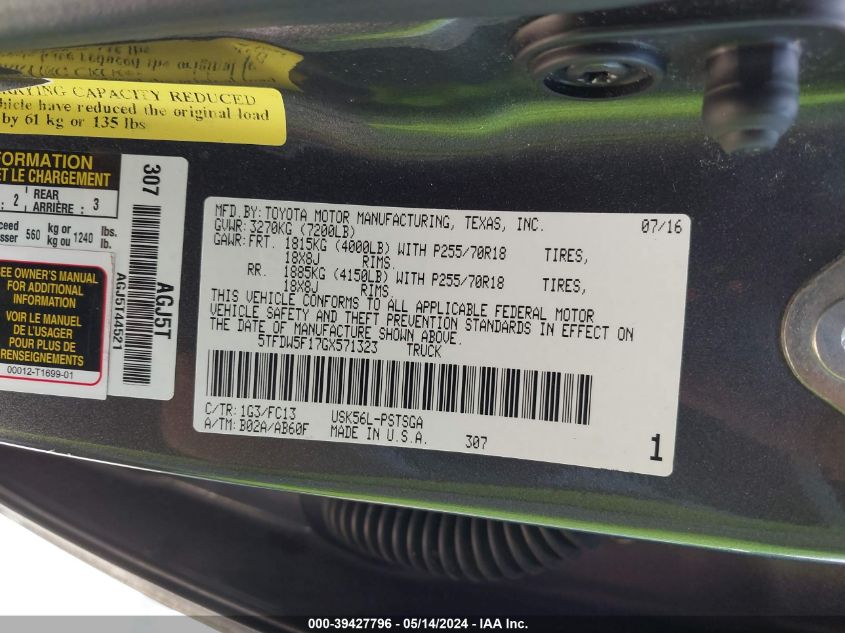 CARRYING CAPACITY REDUCED
vehicle have reduced the original load
by 61 kg or 135 lbs
FORMATION
ET LE CHARGEMENT
2 REAR ARRIÈRE : 3
560 kg or kg ou 1240 lbs. lb.
SEE OWNER'S MANUAL
FOR ADDITIONAL
INFORMATION
VOIR LE MANUEL
DE L'USAGER
POUR PLUS DE
RENSEIGNEMENTS
00012-T1699-01
307
AGJ5T
AGJ5T44521
MFD.BY:TOYOTA MOTOR MANUFACTURING, TEXAS, INC. 07/16
GVWR:3270KG (7200LB)
GAWR:FRT. 1815KG (4000LB) WITH P255/70R18 TIRES,
18X8J RIMS.
RR. 1885KG (4150LB) WITH P255/70R18 TIRES,
18X8J RIMS.
THIS VEHICLE CONFORMS TO ALL APPLICABLE FEDERAL MOTOR
VEHICLE SAFETY AND THEFT PREVENTION STANDARDS IN EFFECT ON
THE DATE OF MANUFACTURE SHOWN ABOVE.
5TFDW5F17GX571323 TRUCK
C/TR:1G3/FC13 USK56L-PSTSGA
A/TM:B02A/AB60F MADE IN U.S.A. 307
1
000-39427796 - 05/14/2024 - IAA Inc.